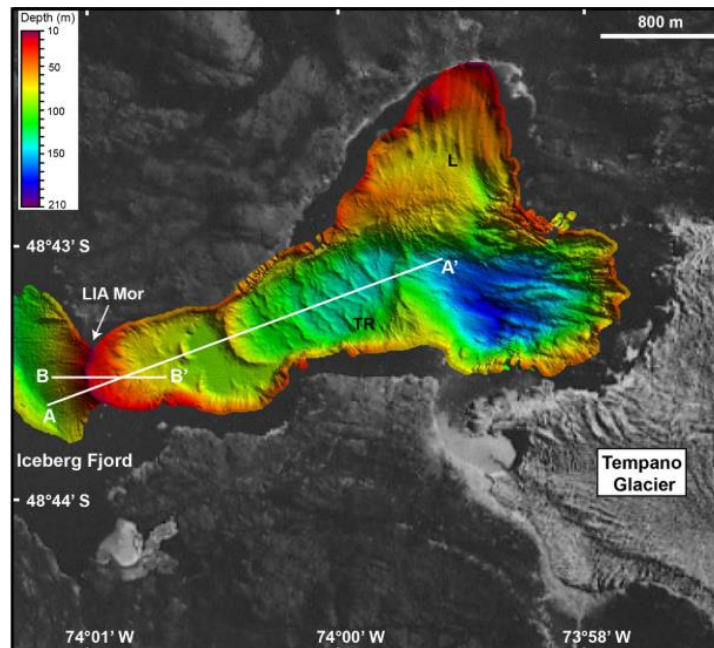 Depth (m)
10
50
100
150
210
800 m
L
48°43' S
A'
LIA Mor
TR
B
B'
A
Iceberg Fjord
Tempano
Glacier
48°44' S
74°01' W
74°00' W
73°58' W